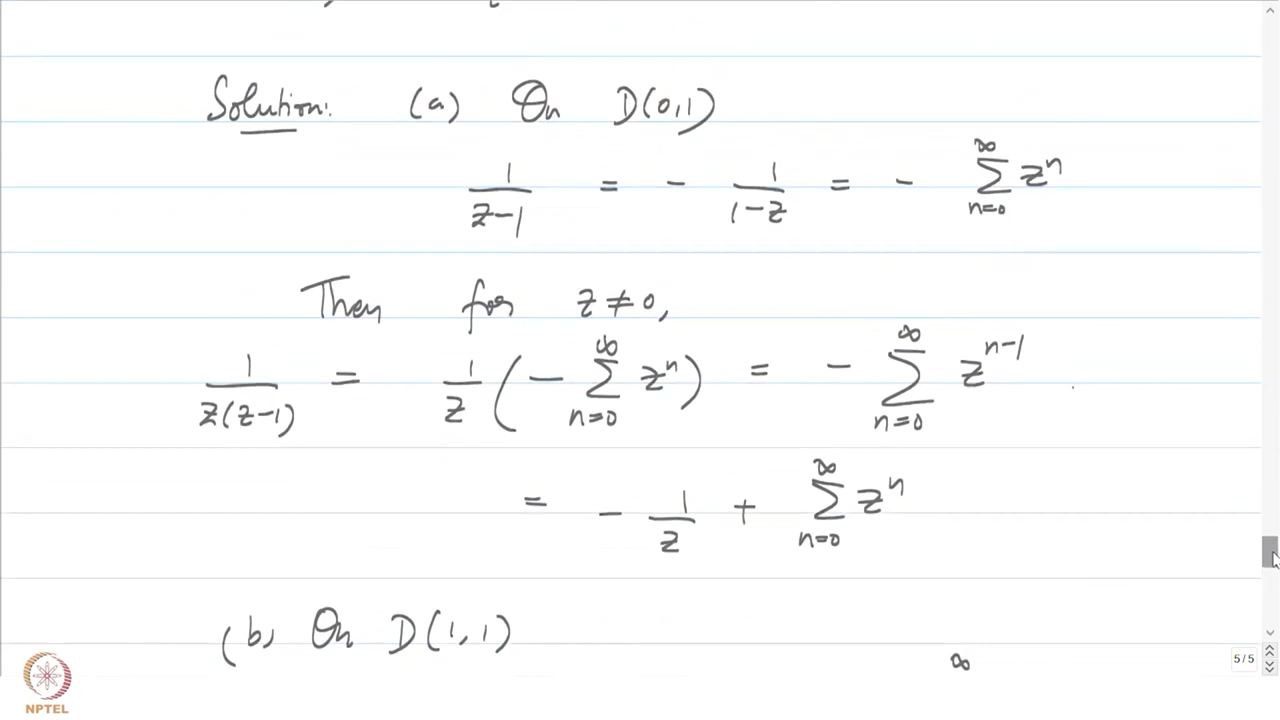 Solution: (a) On D(0,1)
1/(z-1) = - 1/(1-z) = - ∑_{n=0}^{∞} z^n
Then for z ≠ 0,
1/(z(z-1)) = 1/z ( - ∑_{n=0}^{∞} z^n ) = - ∑_{n=0}^{∞} z^{n-1}
= - 1/z + ∑_{n=0}^{∞} z^n
(b) On D(1,1)
∞
5/5
NPTEL